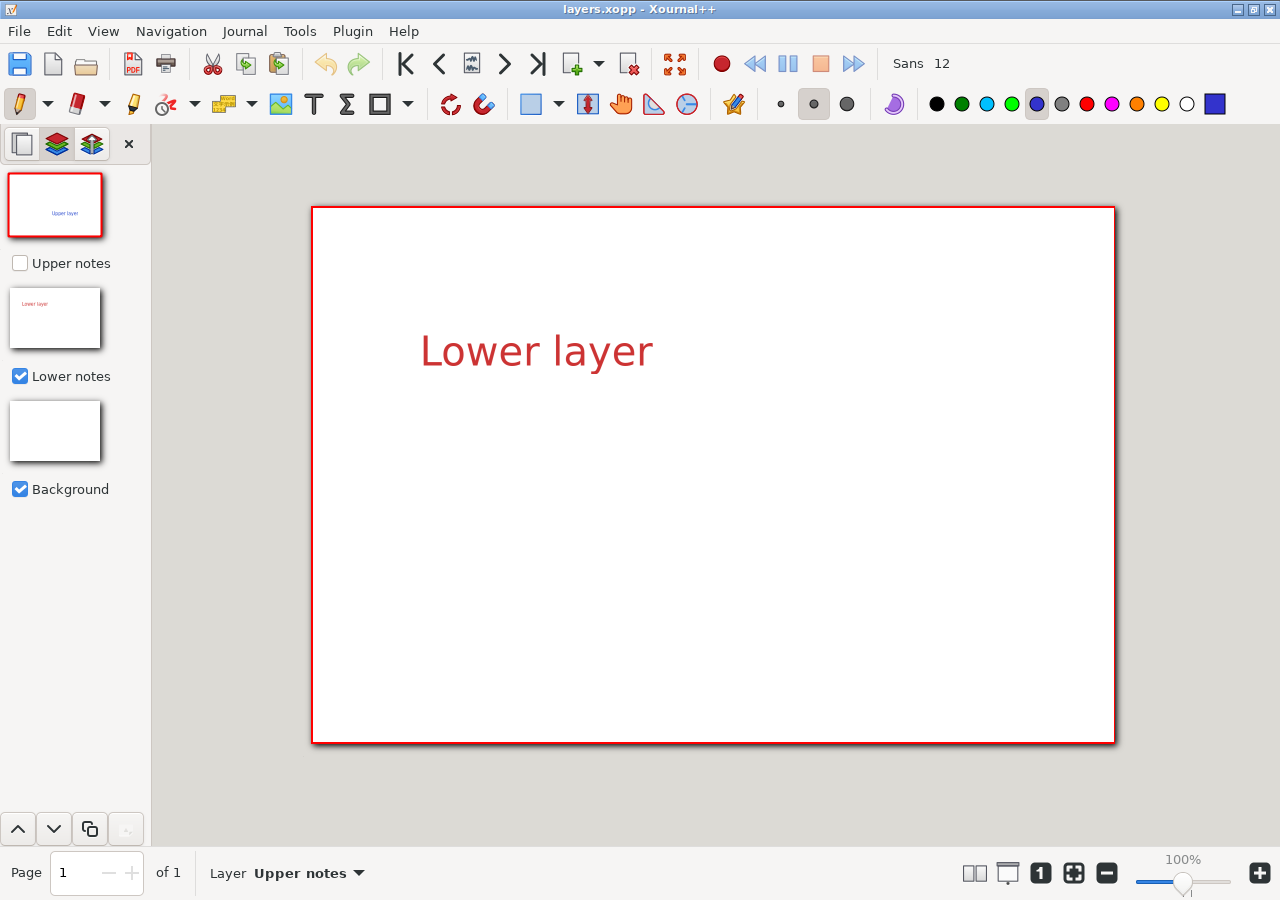 layers.xopp - Xournal++
File Edit View Navigation Journal Tools Plugin Help
Sans 12
Upper layer
Upper notes
Lower layer
Lower notes
Background
Lower layer
Page 1 of 1 Layer Upper notes
100%